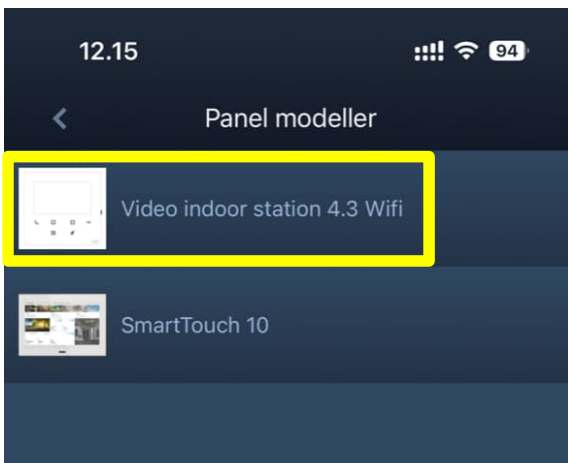 12.15
94
Panel modeller
Video indoor station 4.3 Wifi
SmartTouch 10